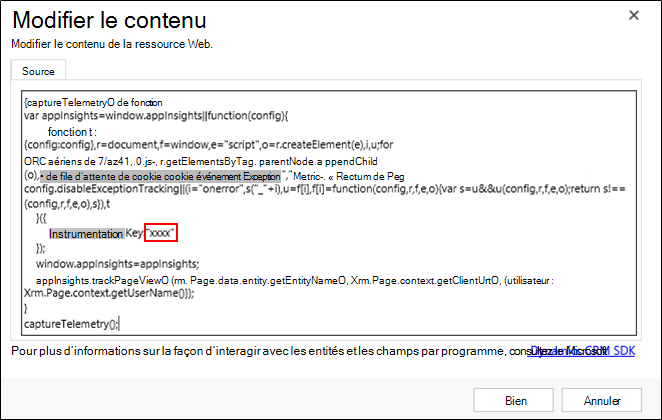 Modifier le contenu
Modifier le contenu de la ressource Web.
Source
{captureTelemetryO de fonction
var appInsights=window.appInsights||function(config){
fonction t :
{config:config},r=document,f=window,e="script",o=r.createElement(e),i,u;for
ORC aériens de 7/az41,.0.js-, r.getElementsByTag. parentNode.a ppendChild
(o), • de file d'attente de cookie cookie événement Exception ","Metric-. « Rectum de Peg
config.disableExceptionTracking||(i="onerror",s("_"+i),u=f[i],f[i]=function(config,r,f,e,o){var s=u&&u(config,r,f,e,o);return s!==
(config,r,f,e,o),s}),t
}({
Instrumentation Key:"xxxx"
});
window.appInsights=appInsights;
appInsights.trackPageViewO (rm. Page.data.entity.getEntityNameO, Xrm.Page.context.getClientUrtO, (utilisateur :
Xrm.Page.context.getUserName()});
}
captureTelemetry();
Pour plus d'informations sur la façon d'interagir avec les entités et les champs par programme, consultez le Microsoft Dynamics CRM SDK
Bien
Annuler